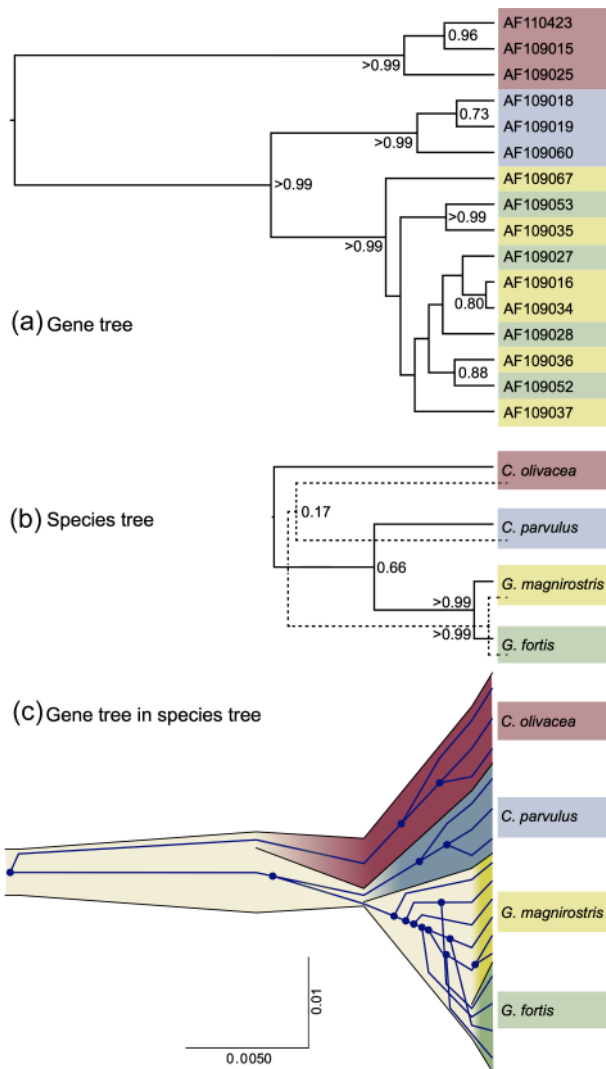 AF110423
0.96
AF109015
>0.99
AF109025
AF109018
0.73
AF109019
>0.99
AF109060
>0.99
AF109067
AF109053
>0.99
>0.99
AF109035
AF109027
AF109016
0.80
(a) Gene tree
AF109034
AF109028
AF109036
0.88
AF109052
AF109037
C. olivacea
(b) Species tree
0.17
C. parvulus
0.66
G. magnirostris
>0.99
>0.99
G. fortis
(c) Gene tree in species tree
C. olivacea
C. parvulus
G. magnirostris
0.01
G. fortis
0.0050